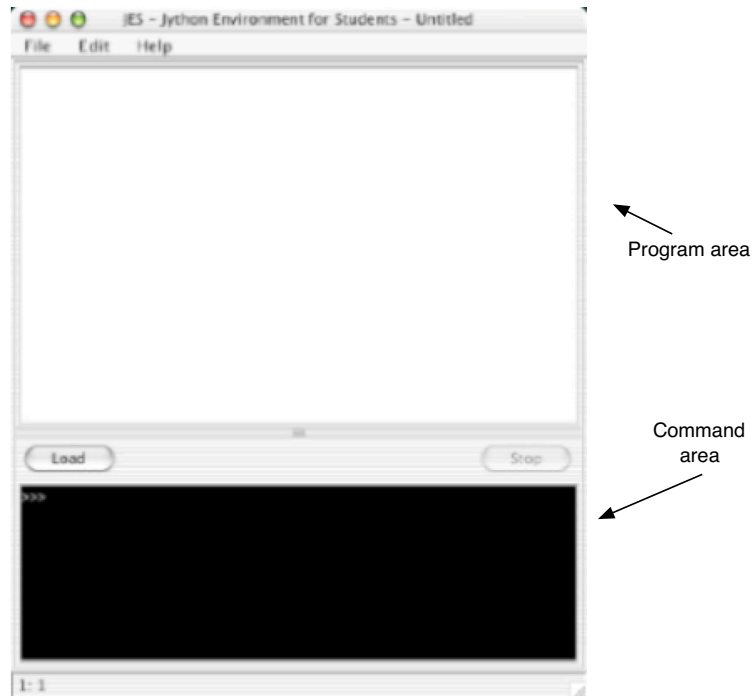 JES - Jython Environment for Students - Untitled
File Edit Help
Program area
Command
area
Load Stop
>>>
1: 1